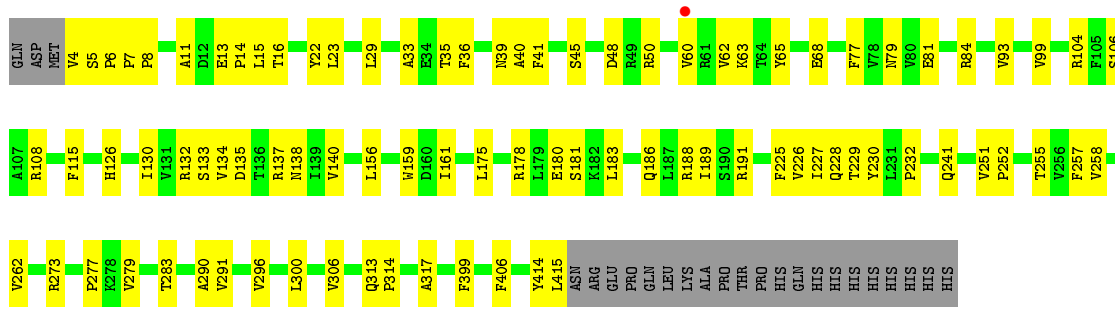 GLN ASP MET V4 S5 P6 P7 P8 A11 D12 E13 P14 L15 T16 Y22 L23 L29 A33 E34 T35 F36 N39 A40 F41 S45 D48 R49 R50 V60 R61 V62 K63 T64 Y65 E68 F77 V78 N79 V80 E81 R84 V93 V99 R104 F105 S106
A107 R108 F115 H126 I130 V131 R132 S133 V134 D135 T136 R137 N138 I139 V140 L156 W159 D160 I161 L175 R178 L179 E180 S181 K182 L183 Q186 L187 R188 I189 S190 R191 F225 V226 I227 Q228 T229 Y230 L231 P232 Q241 V251 P252 T255 V256 F257 V258
V262 R273 P277 K278 V279 T283 A290 V291 V296 L300 V306 Q313 P314 A317 F399 F406 Y414 L415 ASN ARG GLU PRO GLN LEU LYS ALA PRO THR PRO HIS GLN HIS HIS HIS HIS HIS HIS HIS HIS